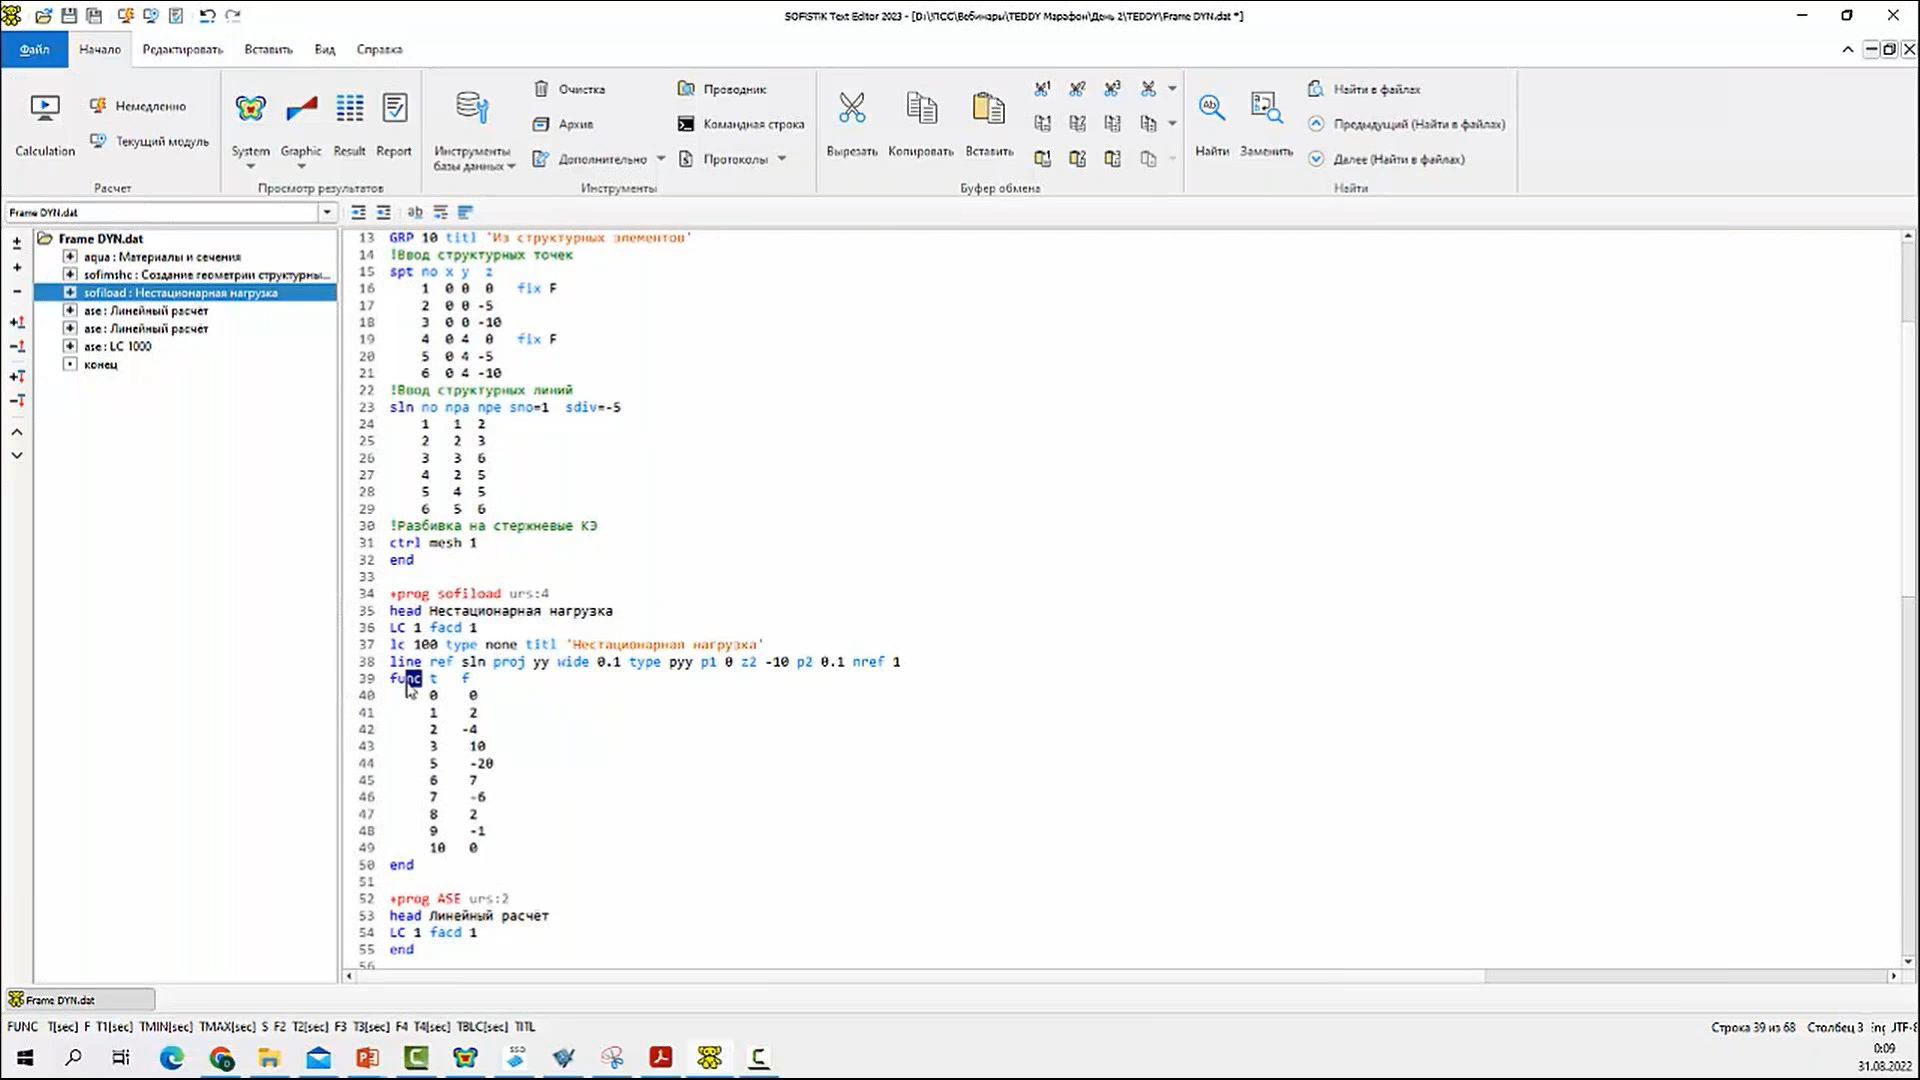 SOFiSTiK Text Editor 2023 - [D:\ПСС\Вебинары\TEDDY Марафон\День 2\TEDDY\Frame DYN.dat *]
Файл Начало Редактировать Вставить Вид Справка
Calculation
Немедленно
Текущий модуль
Расчет
System Graphic Result Report
Просмотр результатов
Инструменты базы данных
Очистка
Архив
Дополнительно
Проводник
Командная строка
Протоколы
Инструменты
Вырезать Копировать Вставить
Буфер обмена
Найти Заменить
Найти в файлах
Предыдущий (Найти в файлах)
Далее (Найти в файлах)
Найти
Frame DYN.dat
Frame DYN.dat
aqua : Материалы и сечения
sofimshc : Создание геометрии структурны...
sofiload : Нестационарная нагрузка
ase : Линейный расчёт
ase : Линейный расчёт
ase : LC 1000
конец
13 GRP 10 titl 'Из структурных элементов'
14 !Ввод структурных точек
15 spt no x y z
16 1 0 0 0 fix F
17 2 0 0 -5
18 3 0 0 -10
19 4 0 4 0 fix F
20 5 0 4 -5
21 6 0 4 -10
22 !Ввод структурных линий
23 sln no npa npe sno=1 sdiv=-5
24 1 1 2
25 2 2 3
26 3 3 6
27 4 2 5
28 5 4 5
29 6 5 6
30 !Разбивка на стержневые КЭ
31 ctrl mesh 1
32 end
33
34 +prog sofiload urs:4
35 head Нестационарная нагрузка
36 LC 1 facd 1
37 lc 100 type none titl 'Нестационарная нагрузка'
38 line ref sln proj yy wide 0.1 type pyy p1 0 z2 -10 p2 0.1 nref 1
39 func t f
40 0 0
41 1 2
42 2 -4
43 3 10
44 5 -20
45 6 7
46 7 -6
47 8 2
48 9 -1
49 10 0
50 end
51
52 +prog ASE urs:2
53 head Линейный расчёт
54 LC 1 facd 1
55 end
56
Frame DYN.dat
FUNC T[sec] F T1[sec] TMIN[sec] TMAX[sec] S F2 T2[sec] F3 T3[sec] F4 T4[sec] TBLC[sec] TITL
Строка 39 из 68 Столбец 3
0:09
31.08.2022